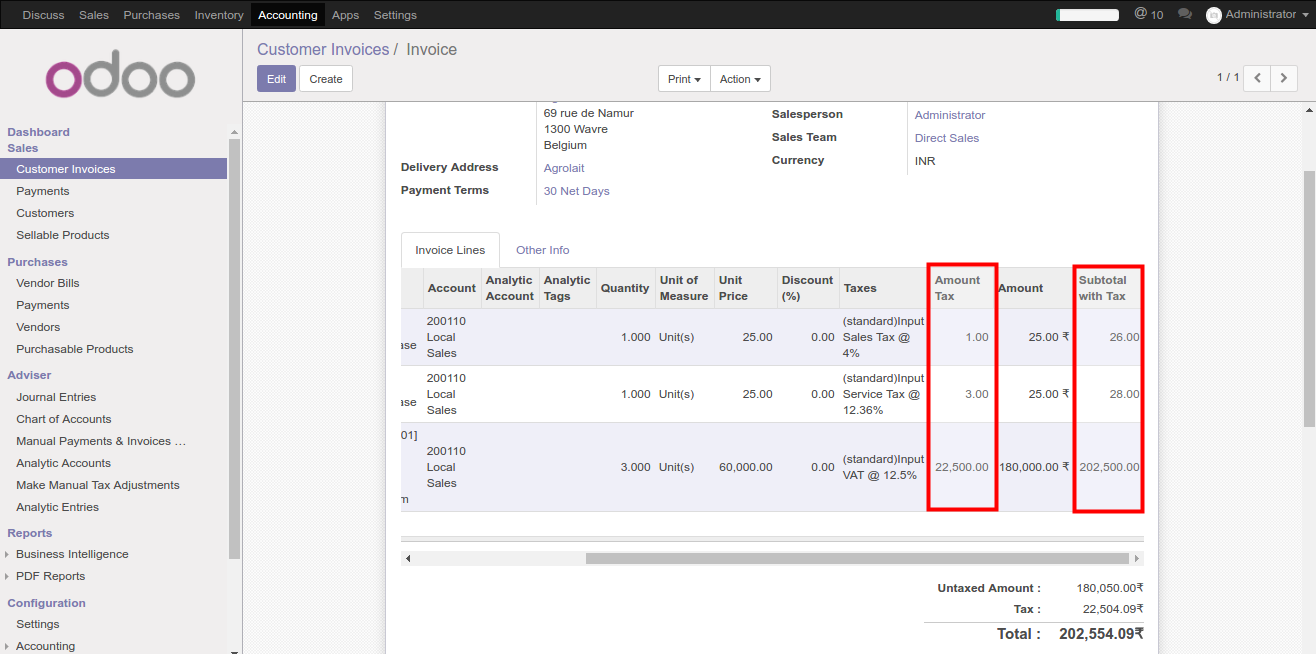 Discuss Sales Purchases Inventory Accounting Apps Settings @ 10 Administrator
odoo
Customer Invoices / Invoice
Edit Create Print Action 1 / 1
Dashboard
Sales
Customer Invoices
Payments
Customers
Sellable Products
Purchases
Vendor Bills
Payments
Vendors
Purchasable Products
Adviser
Journal Entries
Chart of Accounts
Manual Payments & Invoices ...
Analytic Accounts
Make Manual Tax Adjustments
Analytic Entries
Reports
Business Intelligence
PDF Reports
Configuration
Settings
Accounting
69 rue de Namur
1300 Wavre
Belgium
Delivery Address Agrolait
Payment Terms 30 Net Days
Salesperson Administrator
Sales Team Direct Sales
Currency INR
Invoice Lines Other Info
Account Analytic Account Analytic Tags Quantity Unit of Measure Unit Price Discount (%) Taxes Amount Tax Amount Subtotal with Tax
ase 200110 Local Sales 1.000 Unit(s) 25.00 0.00 (standard)Input Sales Tax @ 4% 1.00 25.00 ₹ 26.00
ase 200110 Local Sales 1.000 Unit(s) 25.00 0.00 (standard)Input Service Tax @ 12.36% 3.00 25.00 ₹ 28.00
01] m 200110 Local Sales 3.000 Unit(s) 60,000.00 0.00 (standard)Input VAT @ 12.5% 22,500.00 180,000.00 ₹ 202,500.00
Untaxed Amount : 180,050.00₹
Tax : 22,504.09₹
Total : 202,554.09₹